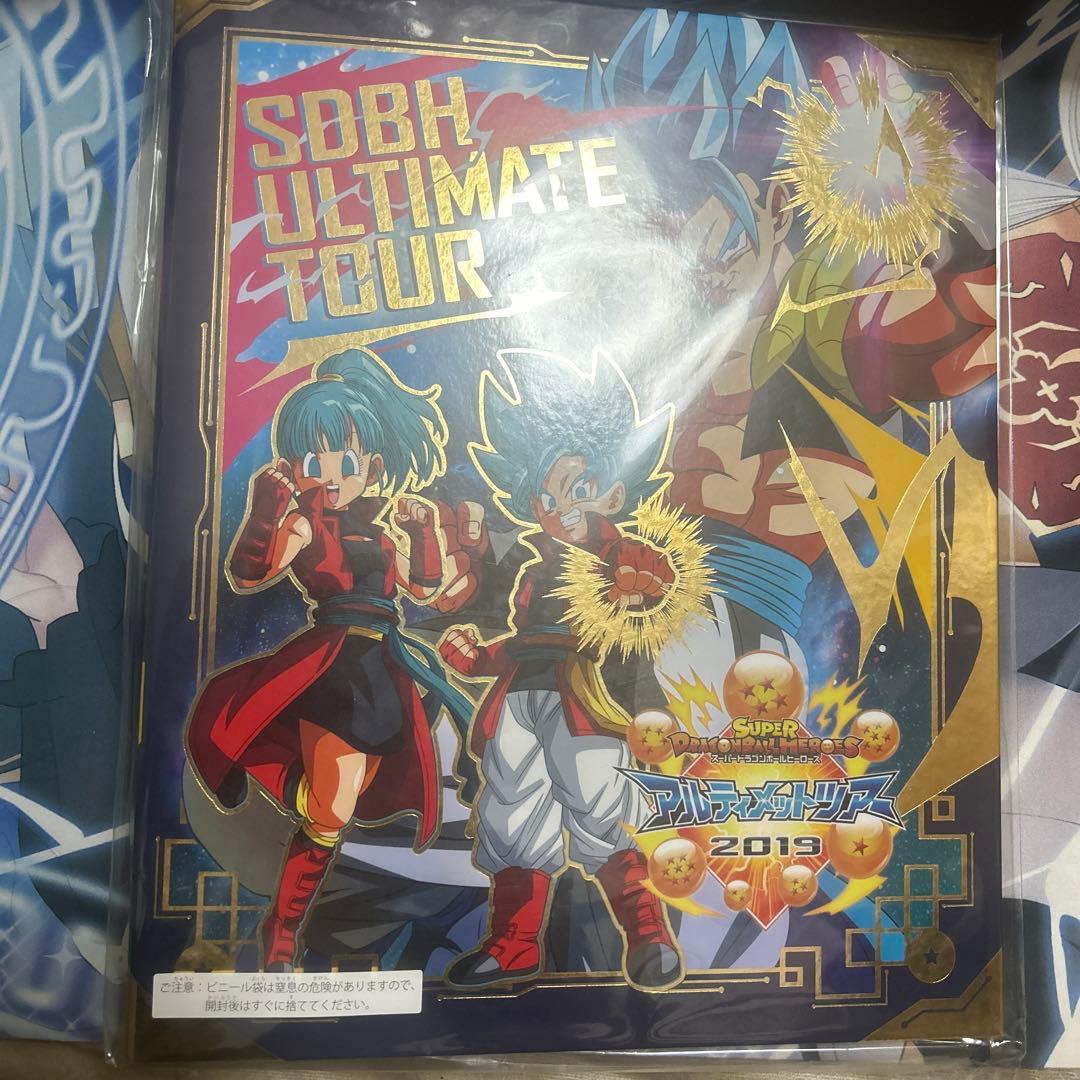 SDBH
ULTIMATE
TOUR
SUPER
DRAGONBALL HEROES
スーパードラゴンボールヒーローズ
アルティメットツアー
2019
ご注意：ビニール袋は窒息の危険がありますので、
開封後はすぐに捨ててください。